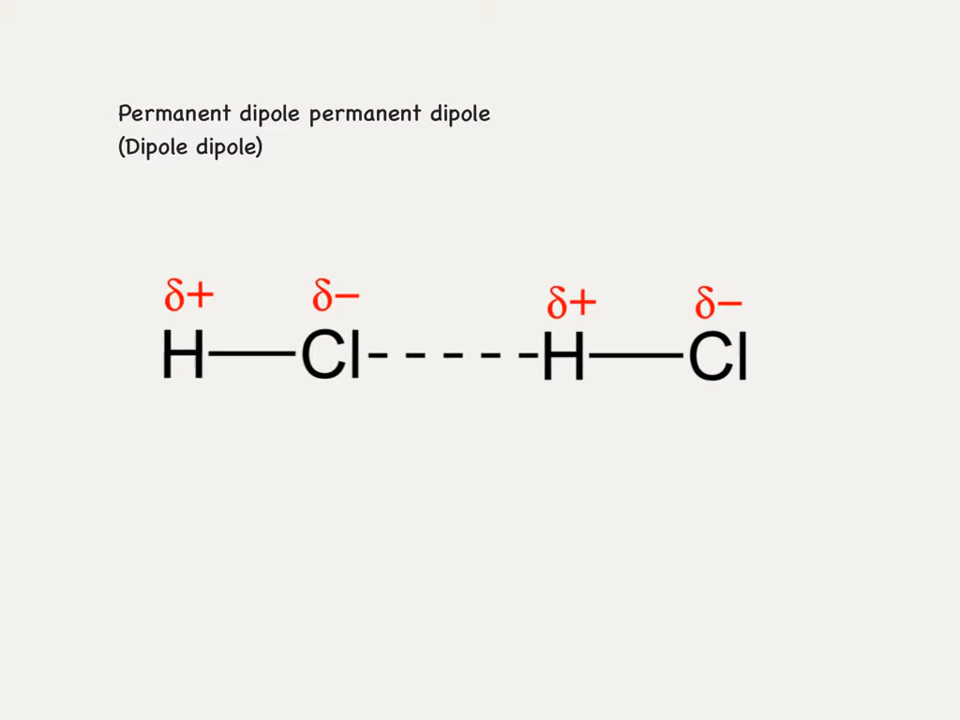 Permanent dipole permanent dipole
(Dipole dipole)
δ+ δ– δ+ δ–
H Cl H Cl